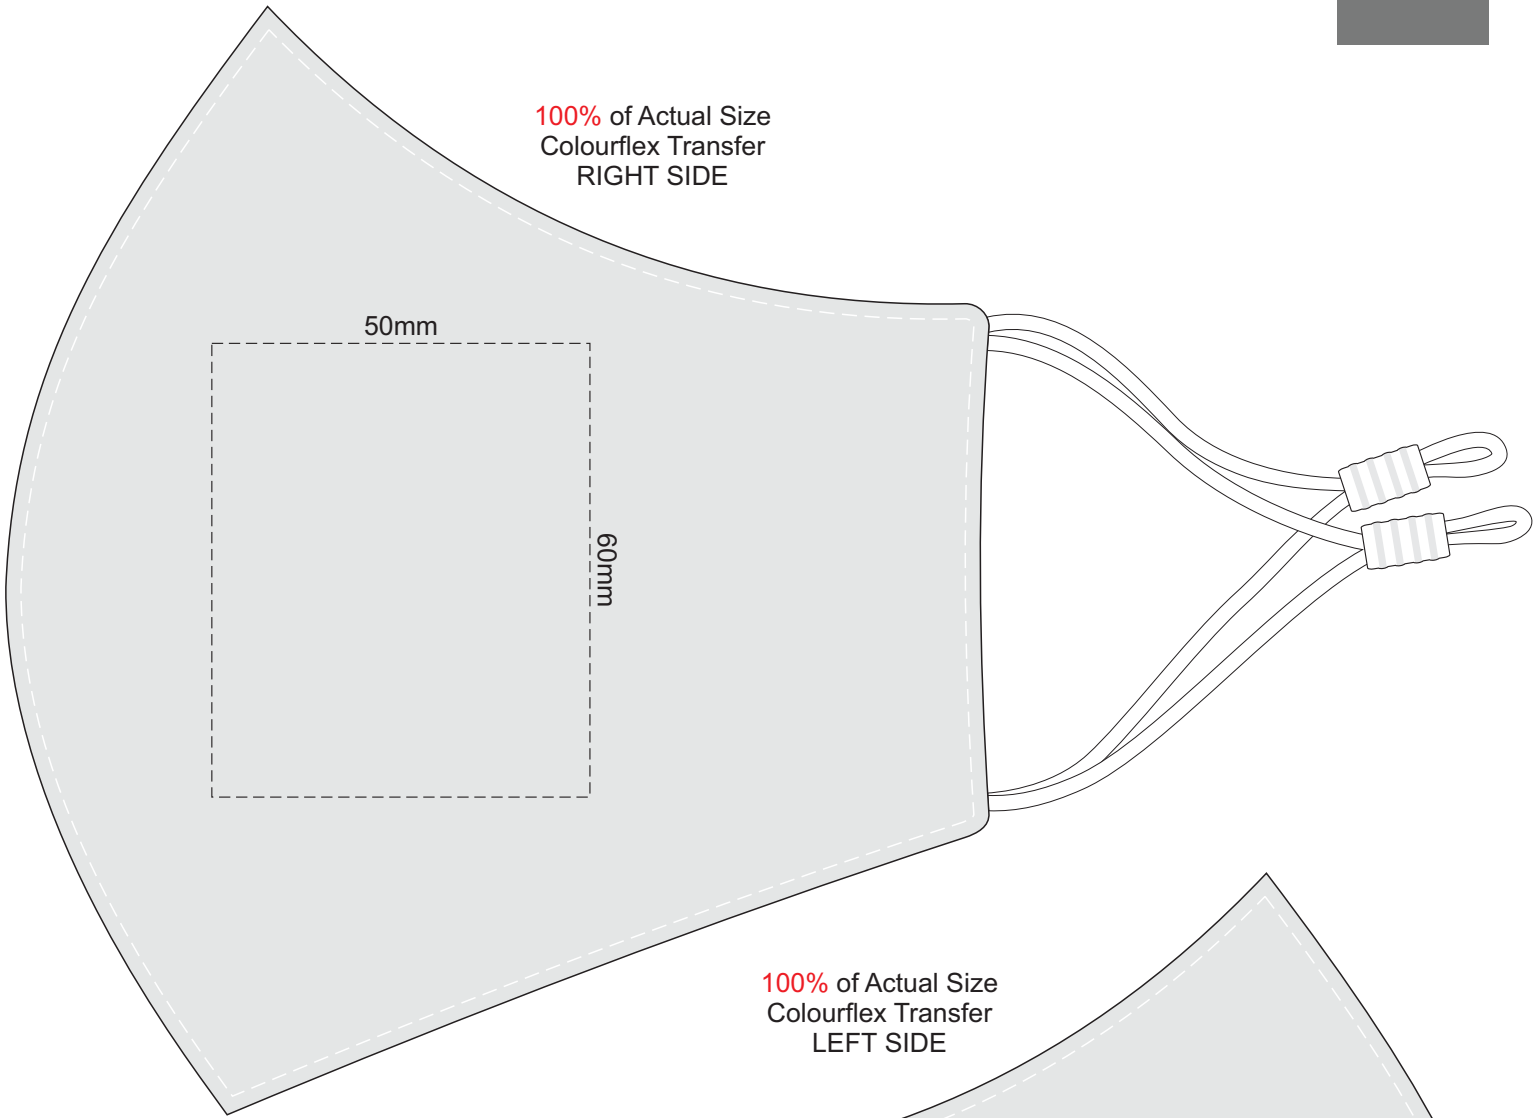 100% of Actual Size
Colourflex Transfer
RIGHT SIDE
50mm
60mm
100% of Actual Size
Colourflex Transfer
LEFT SIDE